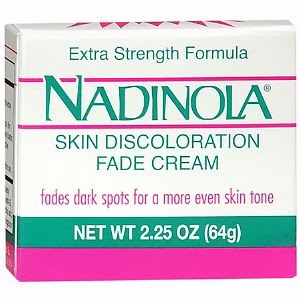 Extra Strength Formula
NADINOLA®
SKIN DISCOLORATION
FADE CREAM
fades dark spots for a more even skin tone
NET WT 2.25 OZ (64g)